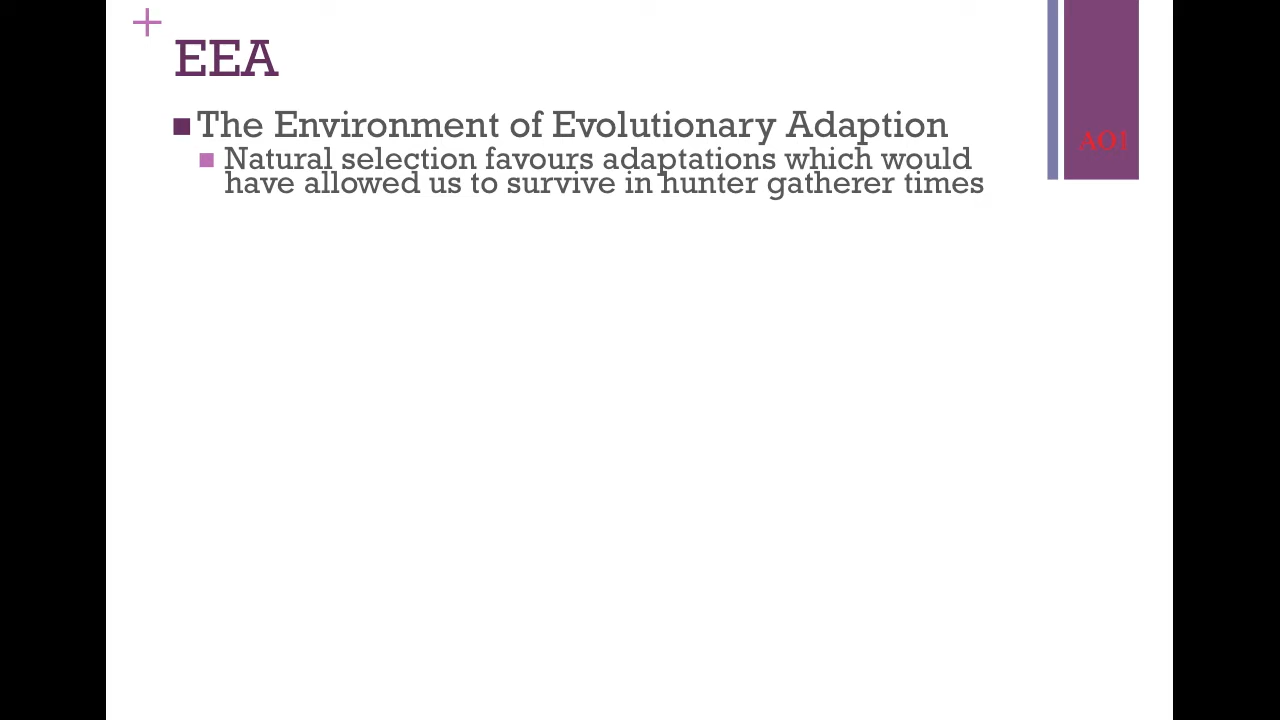 EEA
The Environment of Evolutionary Adaption
Natural selection favours adaptations which would
have allowed us to survive in hunter gatherer times
AO1